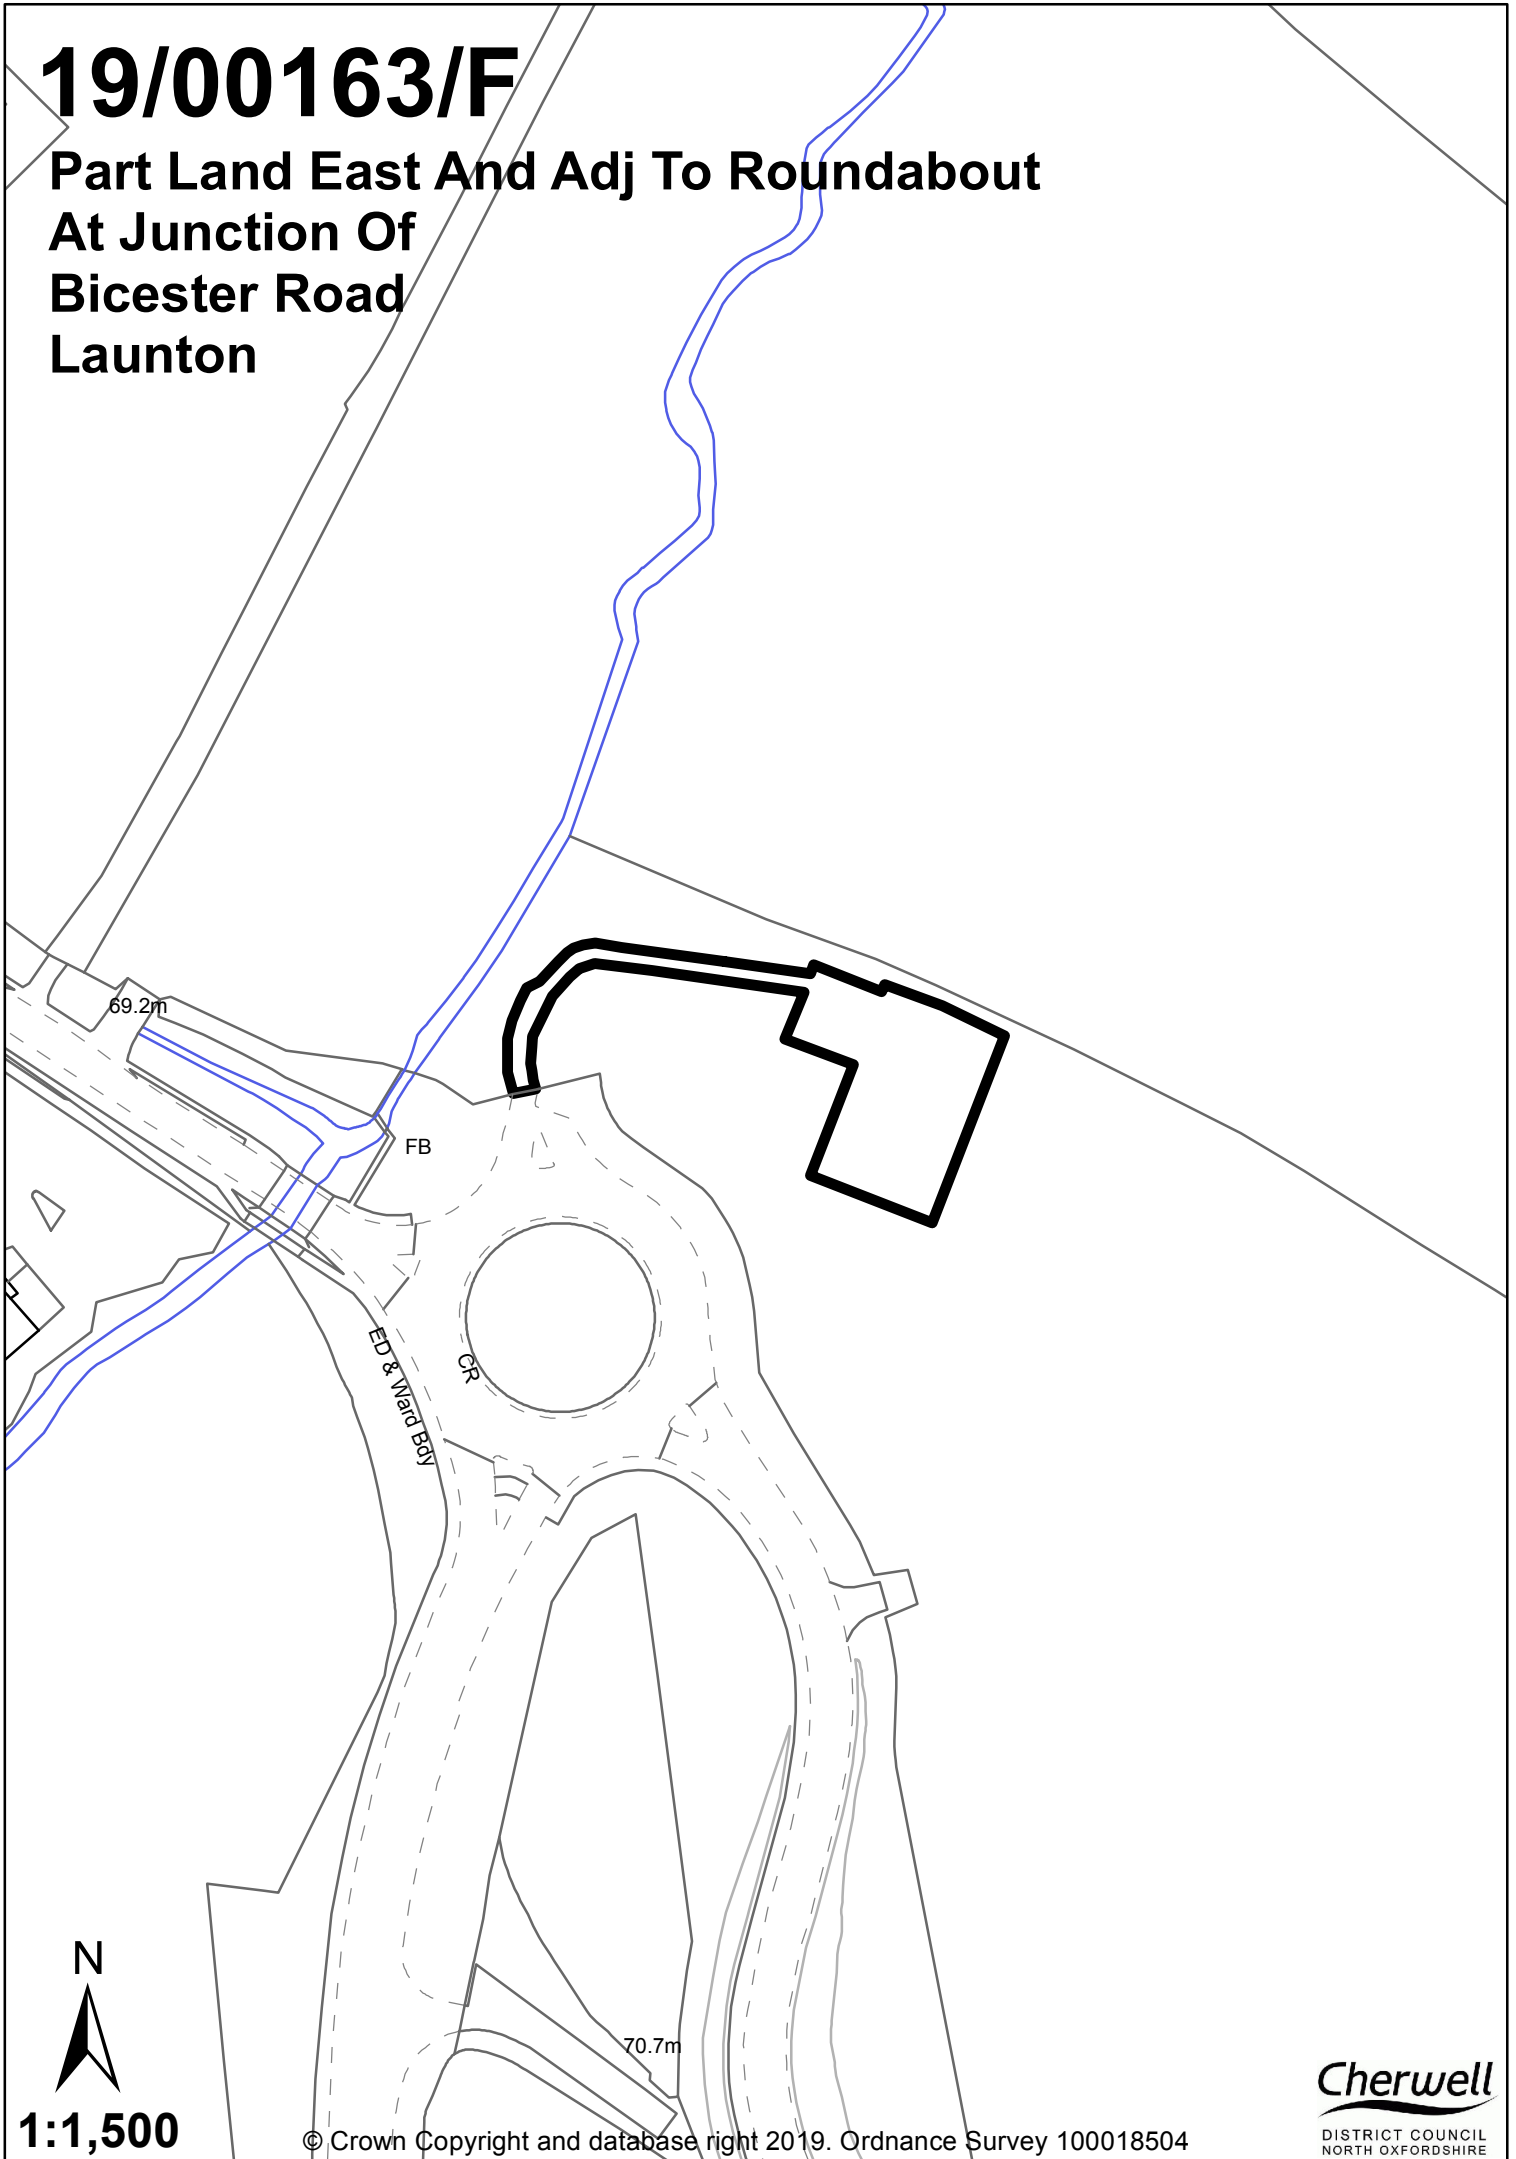 19/00163/F
Part Land East And Adj To Roundabout
At Junction Of
Bicester Road
Launton
69.2m
FB
ED & Ward Bdy
CR
70.7m
N
1:1,500
© Crown Copyright and database right 2019. Ordnance Survey 100018504
Cherwell
DISTRICT COUNCIL
NORTH OXFORDSHIRE